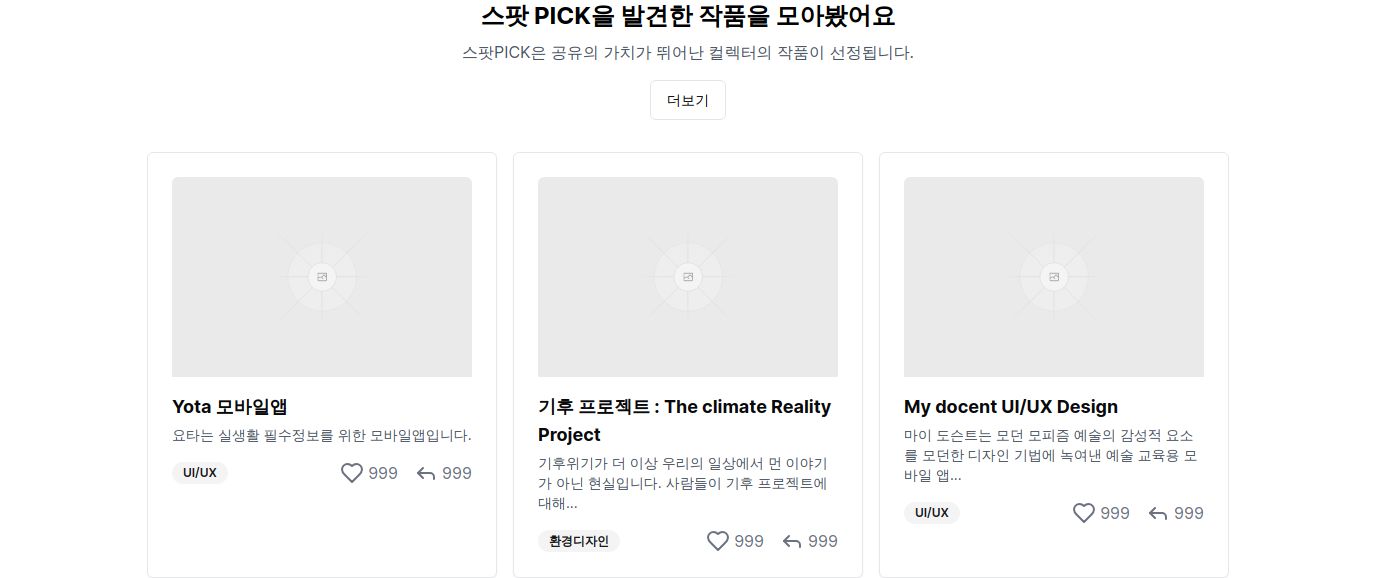 스팟 PICK을 발견한 작품을 모아봤어요
스팟PICK은 공유의 가치가 뛰어난 컬렉터의 작품이 선정됩니다.
더보기
Yota 모바일앱
요타는 실생활 필수정보를 위한 모바일앱입니다.
UI/UX 999 999
기후 프로젝트 : The climate Reality
Project
기후위기가 더 이상 우리의 일상에서 먼 이야기
가 아닌 현실입니다. 사람들이 기후 프로젝트에
대해...
환경디자인 999 999
My docent UI/UX Design
마이 도슨트는 모던 모피즘 예술의 감성적 요소
를 모던한 디자인 기법에 녹여낸 예술 교육용 모
바일 앱...
UI/UX 999 999